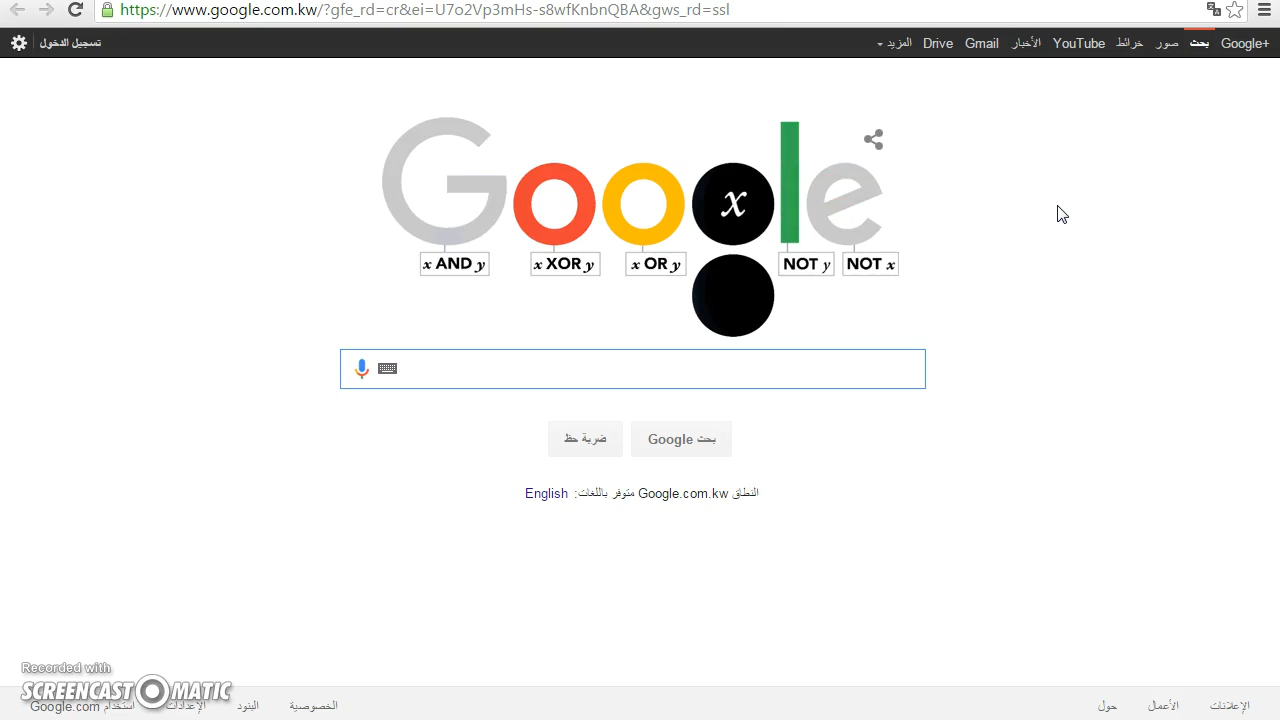 https://www.google.com.kw/?gfe_rd=cr&ei=U7o2Vp3mHs-s8wfKnbnQBA&gws_rd=ssl
Google+ بحث صور خرائط YouTube الأخبار Gmail Drive المزيد تسجيل الدخول
Google
x
x AND y
x XOR y
x OR y
NOT y
NOT x
بحث Google ضربة حظ
النطاق Google.com.kw متوفر باللغات: English
Recorded with
SCREENCAST-O-MATIC
الإعلانات الأعمال حول الخصوصية البنود الإعدادات استخدام Google.com